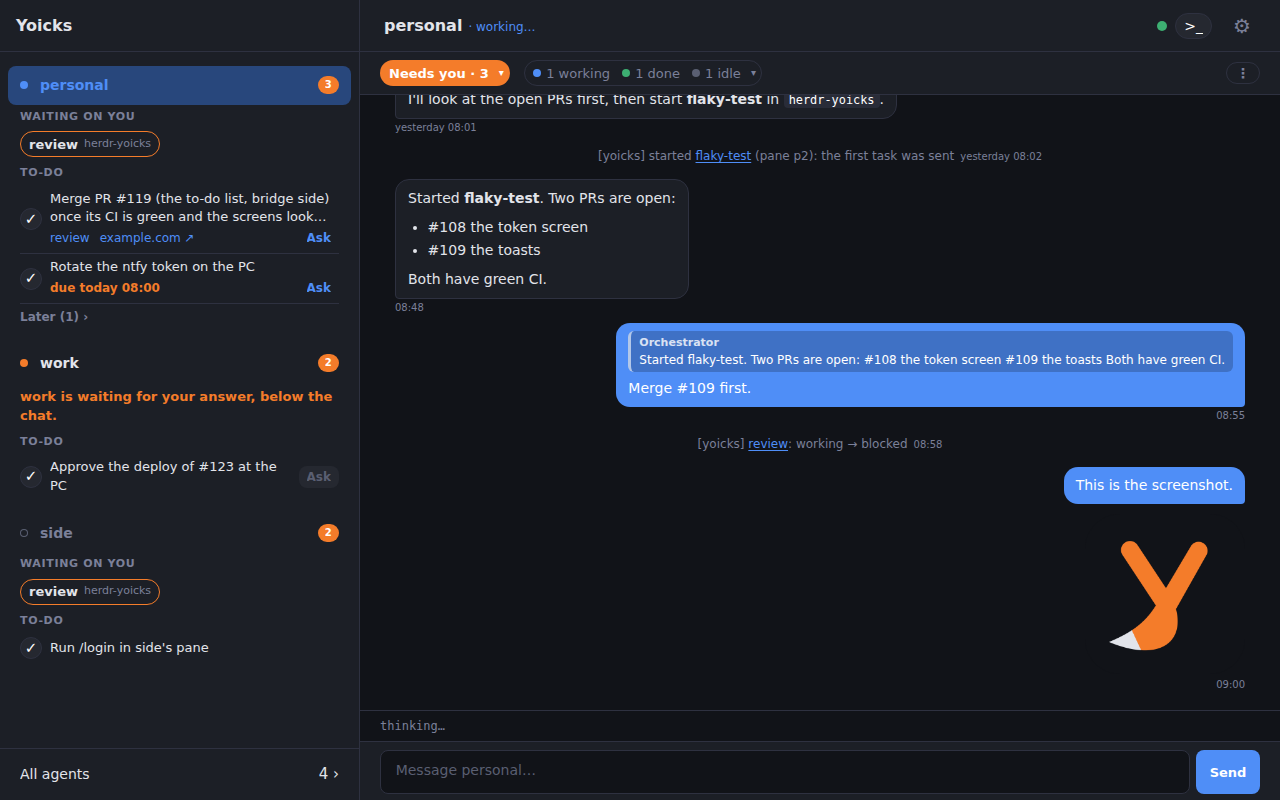 Yoicks
personal
3
WAITING ON YOU
review herdr-yoicks
TO-DO
✓
Merge PR #119 (the to-do list, bridge side)
once its CI is green and the screens look…
review example.com ↗ Ask
✓
Rotate the ntfy token on the PC
due today 08:00 Ask
Later (1) ›
work
2
work is waiting for your answer, below the
chat.
TO-DO
✓
Approve the deploy of #123 at the
PC
Ask
side
2
WAITING ON YOU
review herdr-yoicks
TO-DO
✓ Run /login in side's pane
All agents 4 ›
personal · working…
>_ ⚙
Needs you · 3 ▾ 1 working 1 done 1 idle ▾ ⋮
I'll look at the open PRs first, then start flaky-test in herdr-yoicks.
yesterday 08:01
[yoicks] started flaky-test (pane p2): the first task was sent yesterday 08:02
Started flaky-test. Two PRs are open:
• #108 the token screen
• #109 the toasts
Both have green CI.
08:48
Orchestrator
Started flaky-test. Two PRs are open: #108 the token screen #109 the toasts Both have green CI.
Merge #109 first.
08:55
[yoicks] review: working → blocked 08:58
This is the screenshot.
09:00
thinking…
Message personal…
Send